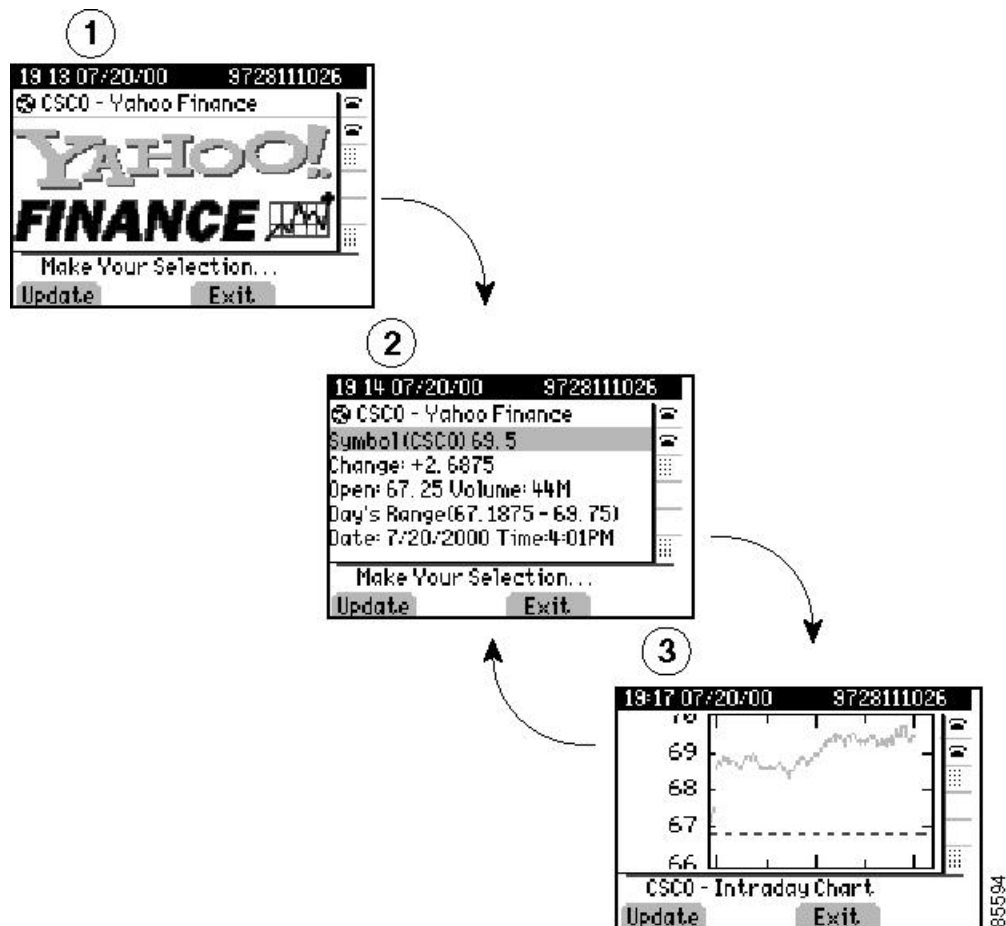 1
19 13 07/20/00 9728111026
CSCO - Yahoo Finance
YAHOO!
FINANCE
Make Your Selection...
Update Exit
2
19 14 07/20/00 9728111026
CSCO - Yahoo Finance
Symbol(CSCO) 69.5
Change: +2.6875
Open: 67.25 Volume: 44M
Day's Range(67.1875 - 69.75)
Date: 7/20/2000 Time:4:01PM
Make Your Selection...
Update Exit
3
19:17 07/20/00 9728111026
70
69
68
67
66
CSCO - Intraday Chart
Update Exit
85594